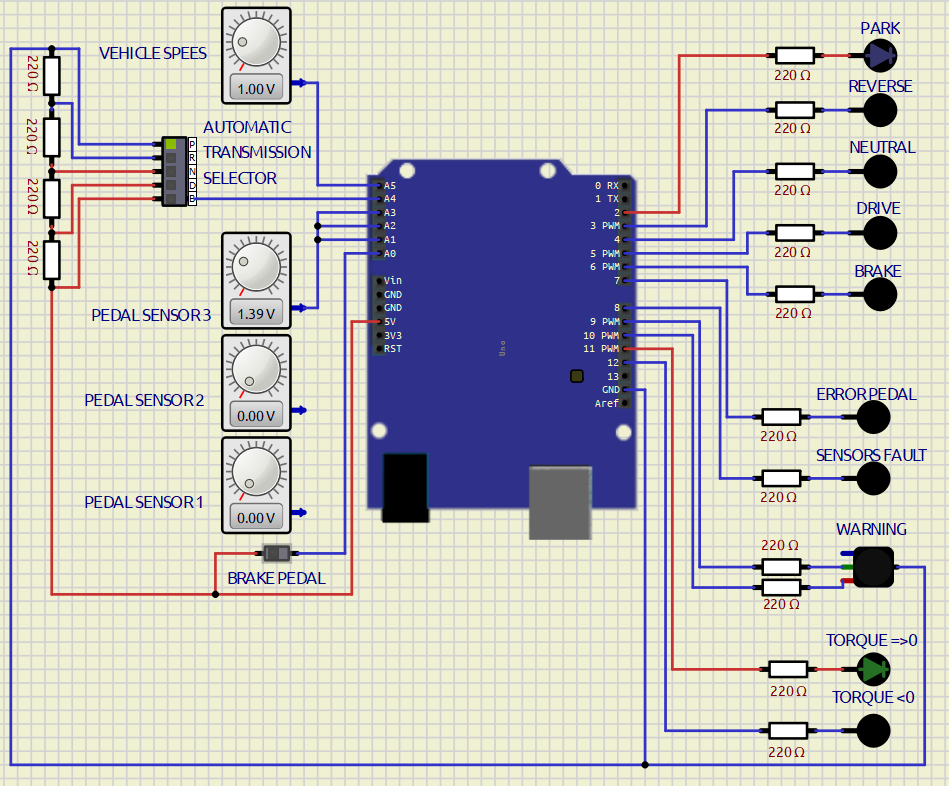 VEHICLE SPEES
1.00 V
220 Ω
220 Ω
220 Ω
220 Ω
AUTOMATIC
TRANSMISSION
SELECTOR
P
R
N
D
B
PEDAL SENSOR 3
1.39 V
PEDAL SENSOR 2
0.00 V
PEDAL SENSOR 1
0.00 V
BRAKE PEDAL
A5
A4
A3
A2
A1
A0
Vin
GND
GND
5V
3V3
RST
Uno
0 RX
1 TX
2
3 PWM
4
5 PWM
6 PWM
7
8
9 PWM
10 PWM
11 PWM
12
13
GND
Aref
PARK
220 Ω
REVERSE
220 Ω
NEUTRAL
220 Ω
DRIVE
220 Ω
BRAKE
220 Ω
ERROR PEDAL
220 Ω
SENSORS FAULT
220 Ω
WARNING
220 Ω
220 Ω
TORQUE =>0
220 Ω
TORQUE <0
220 Ω